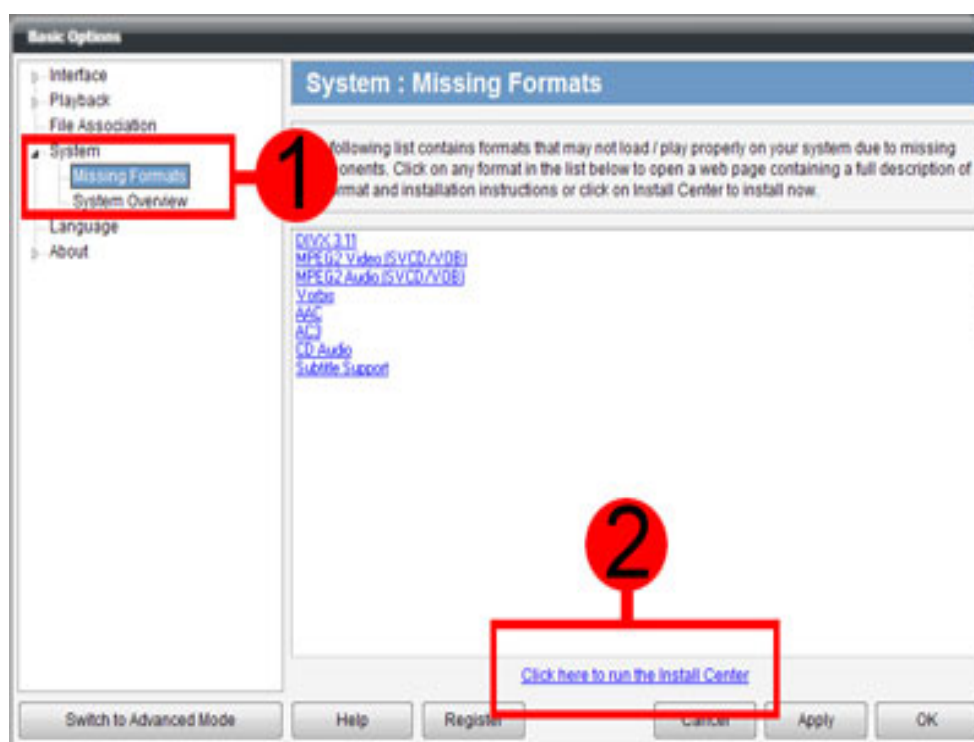 Basic Options
Interface
Playback
File Association
System
Missing Formats
System Overview
Language
About
1
System : Missing Formats
following list contains formats that may not load / play properly on your system due to missing
onents. Click on any format in the list below to open a web page containing a full description of
rmat and installation instructions or click on Install Center to install now.
DIVX 3.11
MPEG2 Video (SVCD/VOB)
MPEG2 Audio (SVCD/VOB)
Vorbis
AAC
AC3
CD Audio
Subtitle Support
2
Click here to run the Install Center
Switch to Advanced Mode
Help
Register
Cancel
Apply
OK